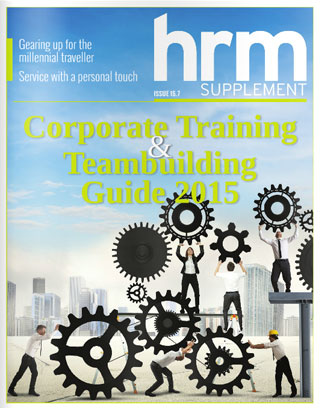 Gearing up for the
millennial traveller
Service with a personal touch
hrm
ISSUE 15.7
SUPPLEMENT
Corporate Training
&
Teambuilding
Guide 2015